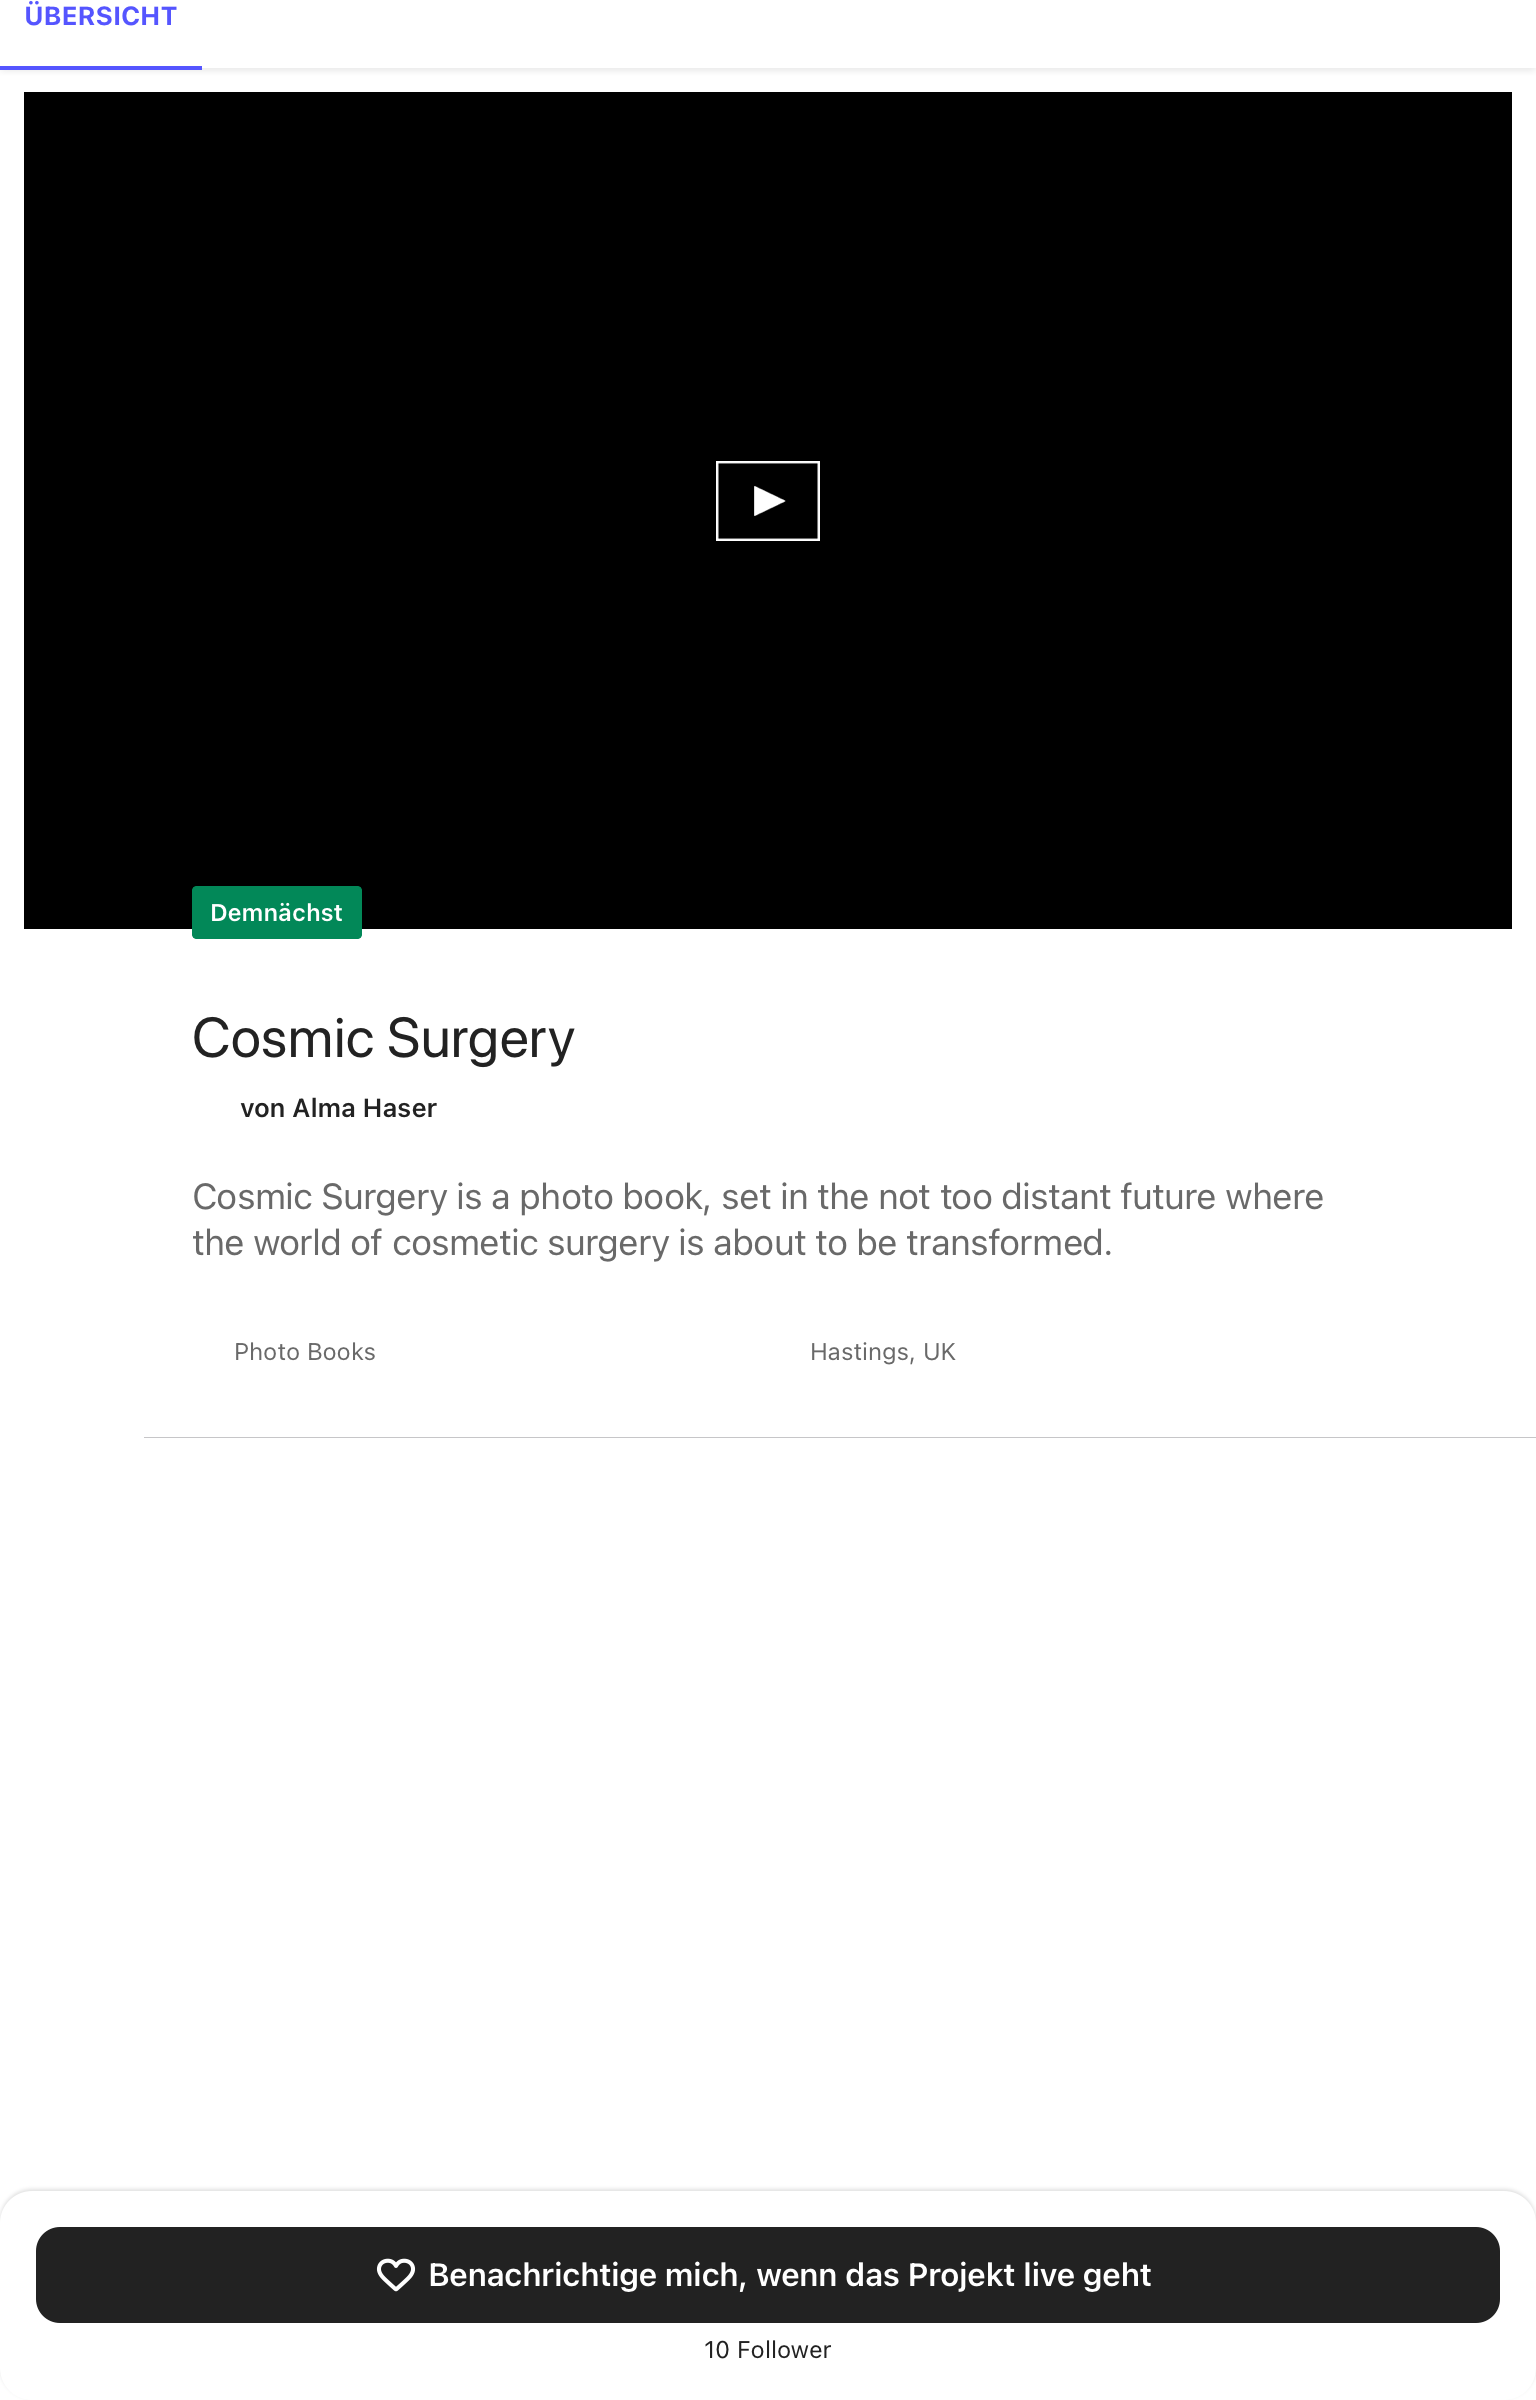 ÜBERSICHT
Demnächst
Cosmic Surgery
von Alma Haser
Cosmic Surgery is a photo book, set in the not too distant future where
the world of cosmetic surgery is about to be transformed.
Photo Books
Hastings, UK
Benachrichtige mich, wenn das Projekt live geht
10 Follower